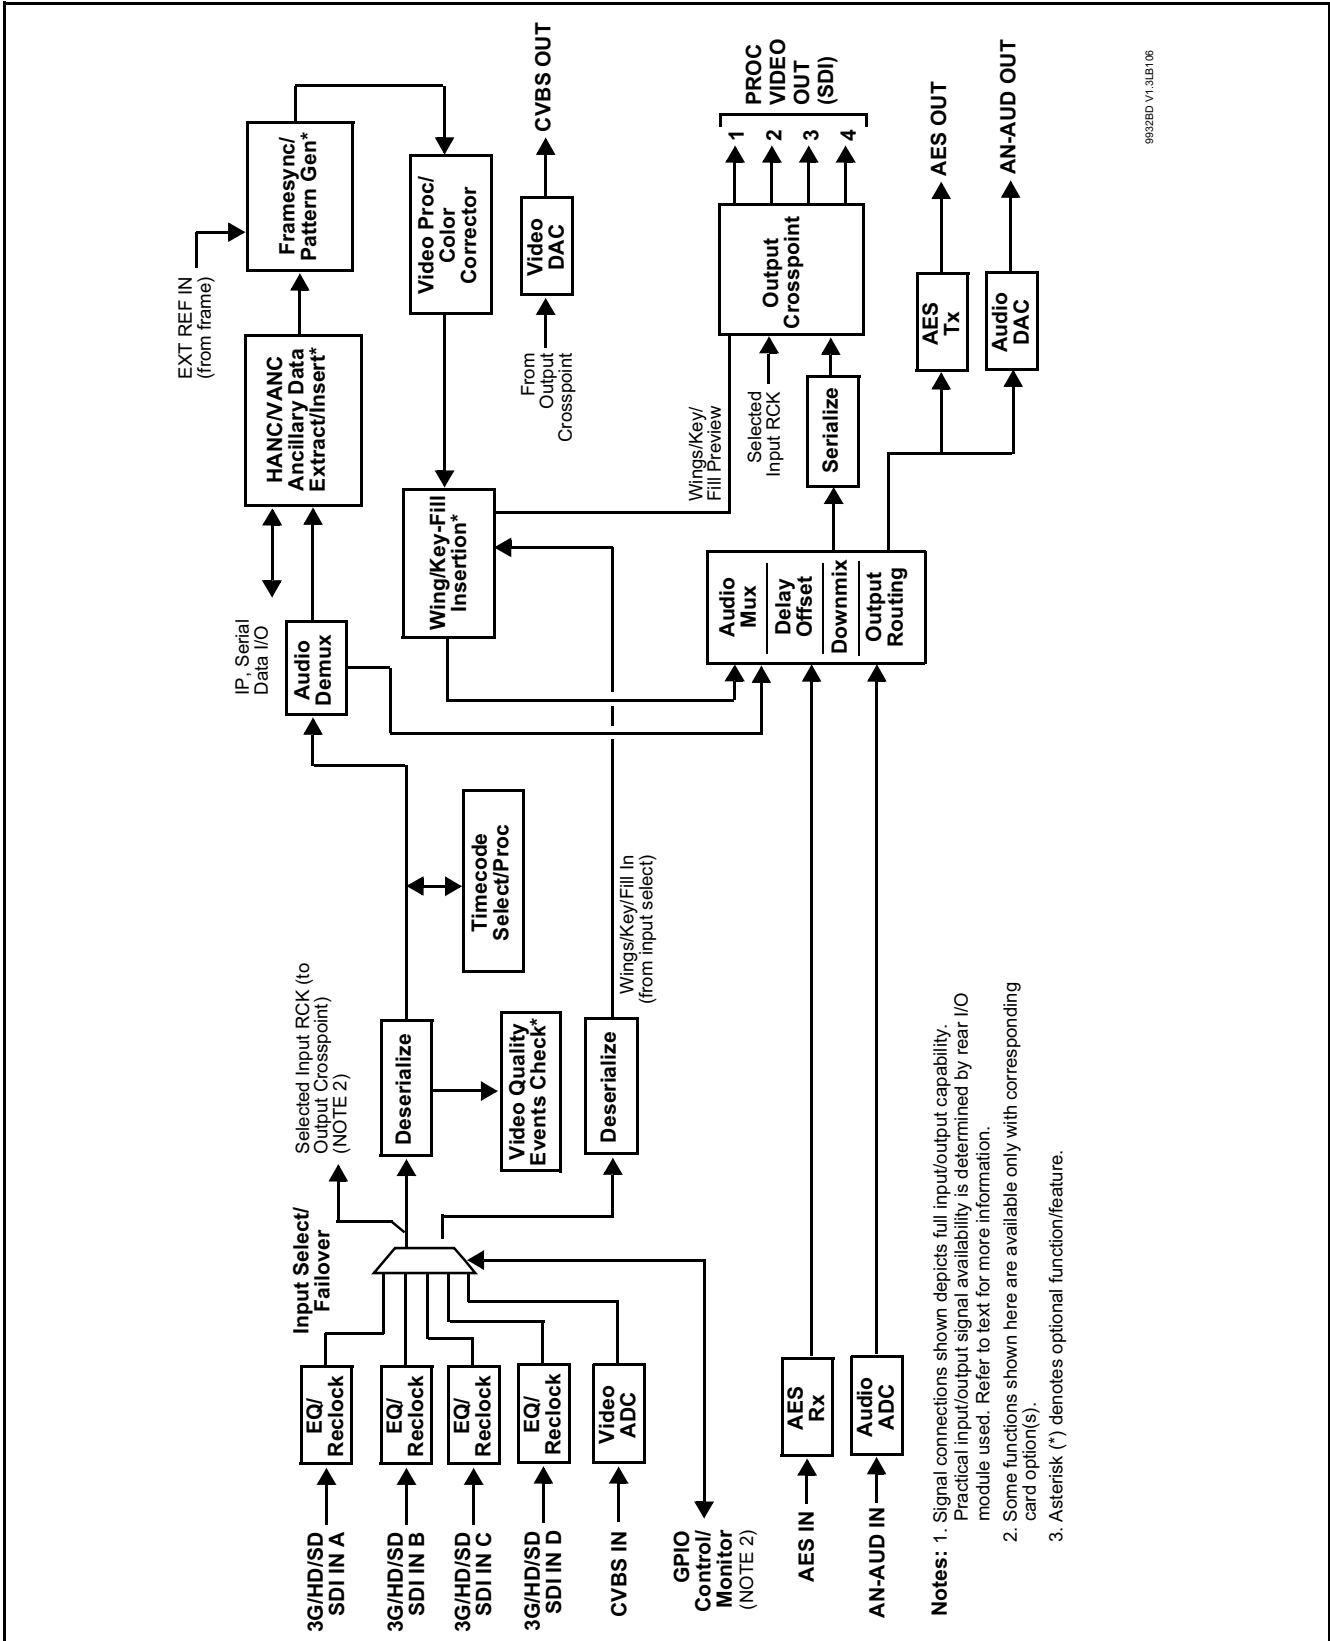 3G/HD/SD
SDI IN A
3G/HD/SD
SDI IN B
3G/HD/SD
SDI IN C
3G/HD/SD
SDI IN D
CVBS IN
GPIO
Control/
Monitor
(NOTE 2)
AES IN
AN-AUD IN
EQ/
Reclock
EQ/
Reclock
EQ/
Reclock
EQ/
Reclock
Video
ADC
AES
Rx
Audio
ADC
Input Select/
Failover
Selected Input RCK (to
Output Crosspoint)
(NOTE 2)
Deserialize
Video Quality
Events Check*
Deserialize
Timecode
Select/Proc
Wings/Key/Fill In
(from input select)
IP, Serial
Data I/O
Audio
Demux
HANC/VANC
Ancillary Data
Extract/Insert*
EXT REF IN
(from frame)
Framesync/
Pattern Gen*
Video Proc/
Color
Corrector
Wing/Key-Fill
Insertion*
From
Output
Crosspoint
Video
DAC
CVBS OUT
Audio
Mux
Delay
Offset
Downmix
Output
Routing
Wings/Key/
Fill Preview
Selected
Input RCK
Serialize
Output
Crosspoint
1
2
3
4
PROC
VIDEO
OUT
(SDI)
AES
Tx
AES OUT
Audio
DAC
AN-AUD OUT
Notes: 1. Signal connections shown depicts full input/output capability.
Practical input/output signal availability is determined by rear I/O
module used. Refer to text for more information.
2. Some functions shown here are available only with corresponding
card option(s).
3. Asterisk (*) denotes optional function/feature.
9932BD V1.3LB106